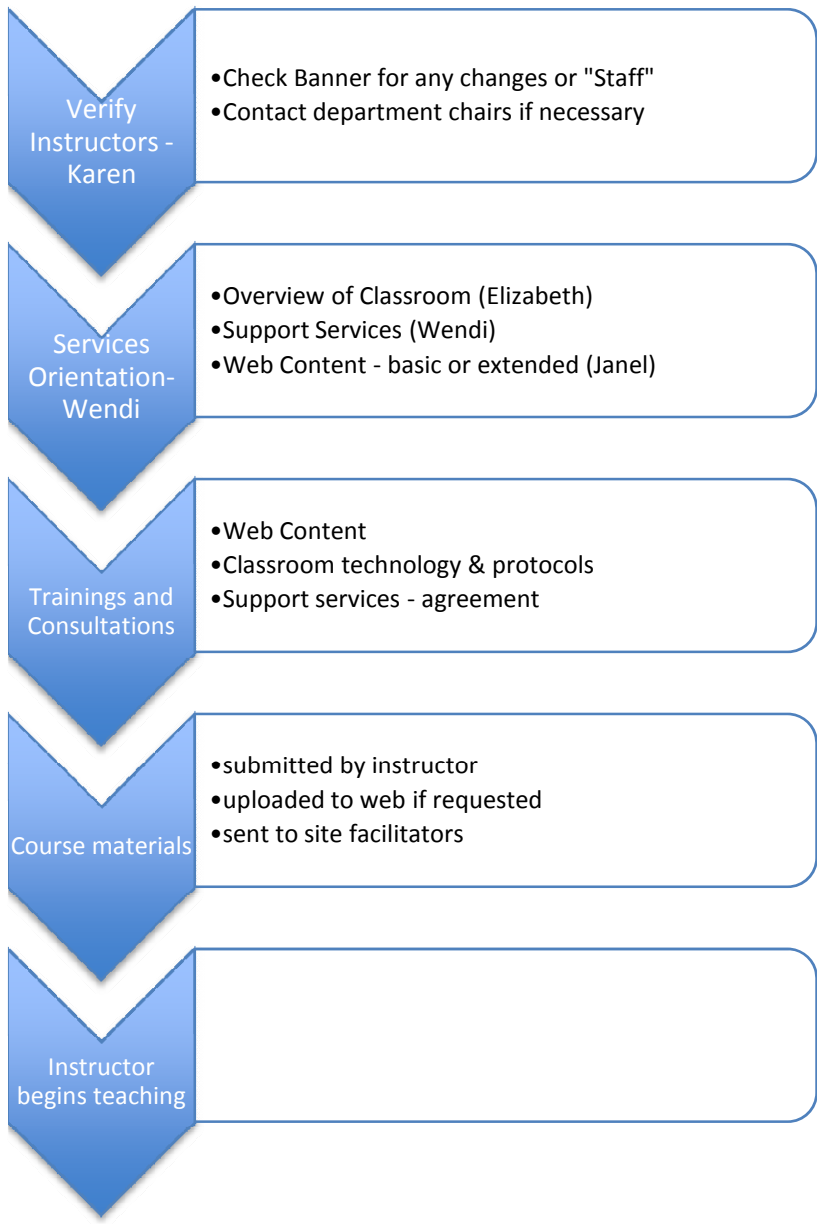 Verify
Instructors -
Karen
•Check Banner for any changes or "Staff"
•Contact department chairs if necessary
Services
Orientation-
Wendi
•Overview of Classroom (Elizabeth)
•Support Services (Wendi)
•Web Content - basic or extended (Janel)
Trainings and
Consultations
•Web Content
•Classroom technology & protocols
•Support services - agreement
Course materials
•submitted by instructor
•uploaded to web if requested
•sent to site facilitators
Instructor
begins teaching